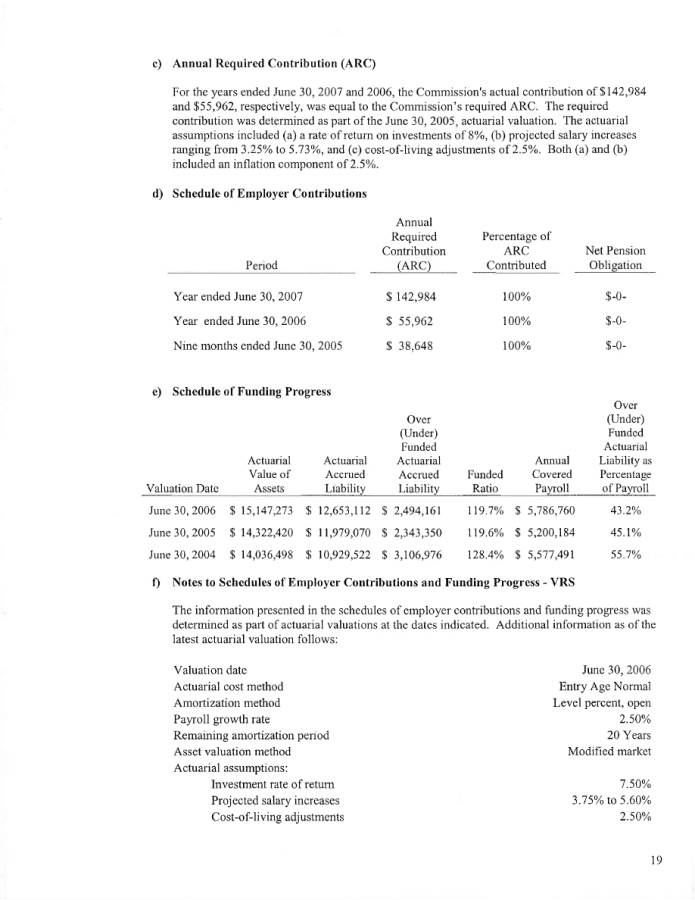 c) Annual Required Contribution (ARC)
For the years ended June 30, 2007 and 2006, the Commission's actual contribution of $142,984
and $55,962, respectively, was equal to the Commission's required ARC. The required
contribution was determined as part of the June 30, 2005, actuarial valuation. The actuarial
assumptions included (a) a rate of return on investments of 8%, (b) projected salary increases
ranging from 3.25% to 5.73%, and (c) cost-of-living adjustments of 2.5%. Both (a) and (b)
included an inflation component of 2.5%.
d) Schedule of Employer Contributions
Annual
Required Percentage of
Contribution ARC Net Pension
Period (ARC) Contributed Obligation
Year ended June 30, 2007 $ 142,984 100% $-0-
Year ended June 30, 2006 $ 55,962 100% $-0-
Nine months ended June 30, 2005 $ 38,648 100% $-0-
e) Schedule of Funding Progress
Over
Over (Under)
(Under) Funded
Funded Actuarial
Actuarial Actuarial Actuarial Annual Liability as
Value of Accrued Accrued Funded Covered Percentage
Valuation Date Assets Liability Liability Ratio Payroll of Payroll
June 30, 2006 $ 15,147,273 $ 12,653,112 $ 2,494,161 119.7% $ 5,786,760 43.2%
June 30, 2005 $ 14,322,420 $ 11,979,070 $ 2,343,350 119.6% $ 5,200,184 45.1%
June 30, 2004 $ 14,036,498 $ 10,929,522 $ 3,106,976 128.4% $ 5,577,491 55.7%
f) Notes to Schedules of Employer Contributions and Funding Progress - VRS
The information presented in the schedules of employer contributions and funding progress was
determined as part of actuarial valuations at the dates indicated. Additional information as of the
latest actuarial valuation follows:
Valuation date June 30, 2006
Actuarial cost method Entry Age Normal
Amortization method Level percent, open
Payroll growth rate 2.50%
Remaining amortization period 20 Years
Asset valuation method Modified market
Actuarial assumptions:
Investment rate of return 7.50%
Projected salary increases 3.75% to 5.60%
Cost-of-living adjustments 2.50%
19